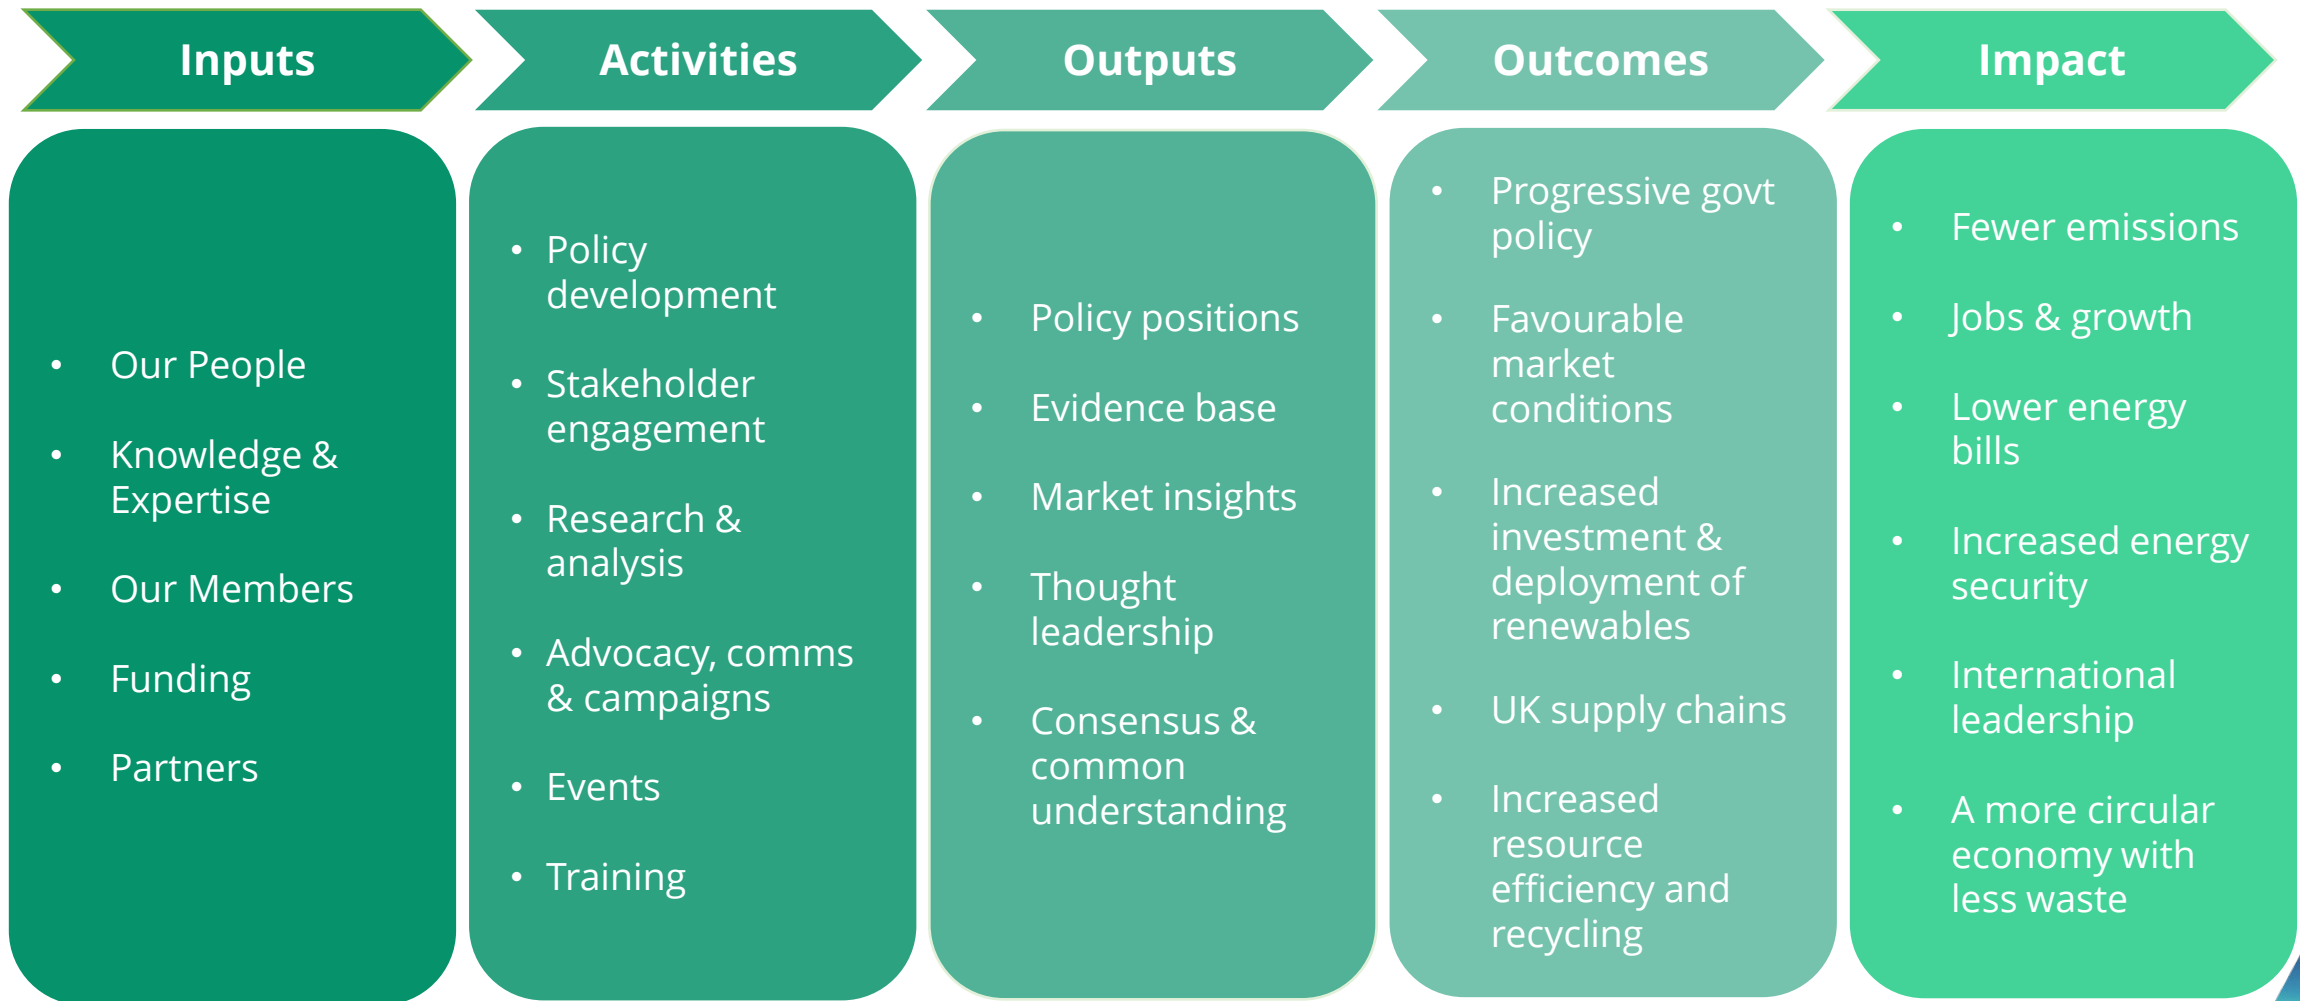 Inputs
Activities
Outputs
Outcomes
Impact
• Our People
• Knowledge &
Expertise
• Our Members
• Funding
• Partners
• Policy
development
• Stakeholder
engagement
• Research &
analysis
• Advocacy, comms
& campaigns
• Events
• Training
• Policy positions
• Evidence base
• Market insights
• Thought
leadership
• Consensus &
common
understanding
• Progressive govt
policy
• Favourable
market
conditions
• Increased
investment &
deployment of
renewables
• UK supply chains
• Increased
resource
efficiency and
recycling
• Fewer emissions
• Jobs & growth
• Lower energy
bills
• Increased energy
security
• International
leadership
• A more circular
economy with
less waste